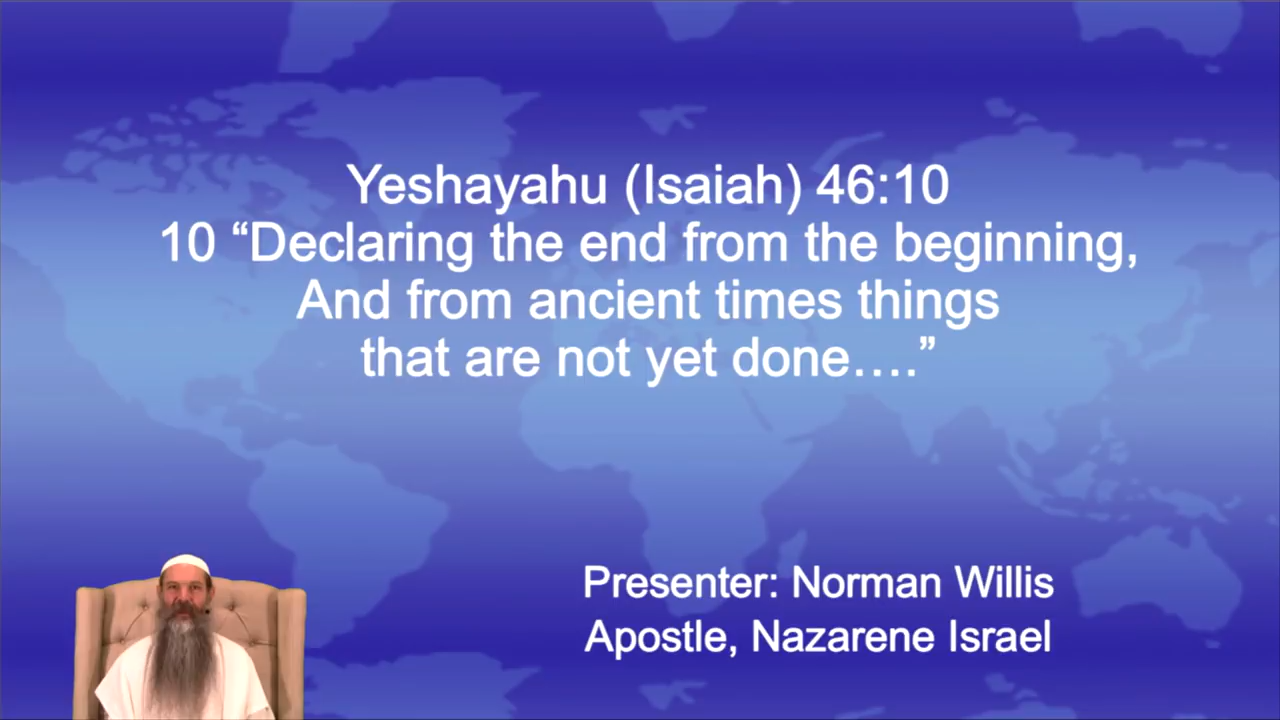 Yeshayahu (Isaiah) 46:10
10 “Declaring the end from the beginning,
And from ancient times things
that are not yet done….”
Presenter: Norman Willis
Apostle, Nazarene Israel